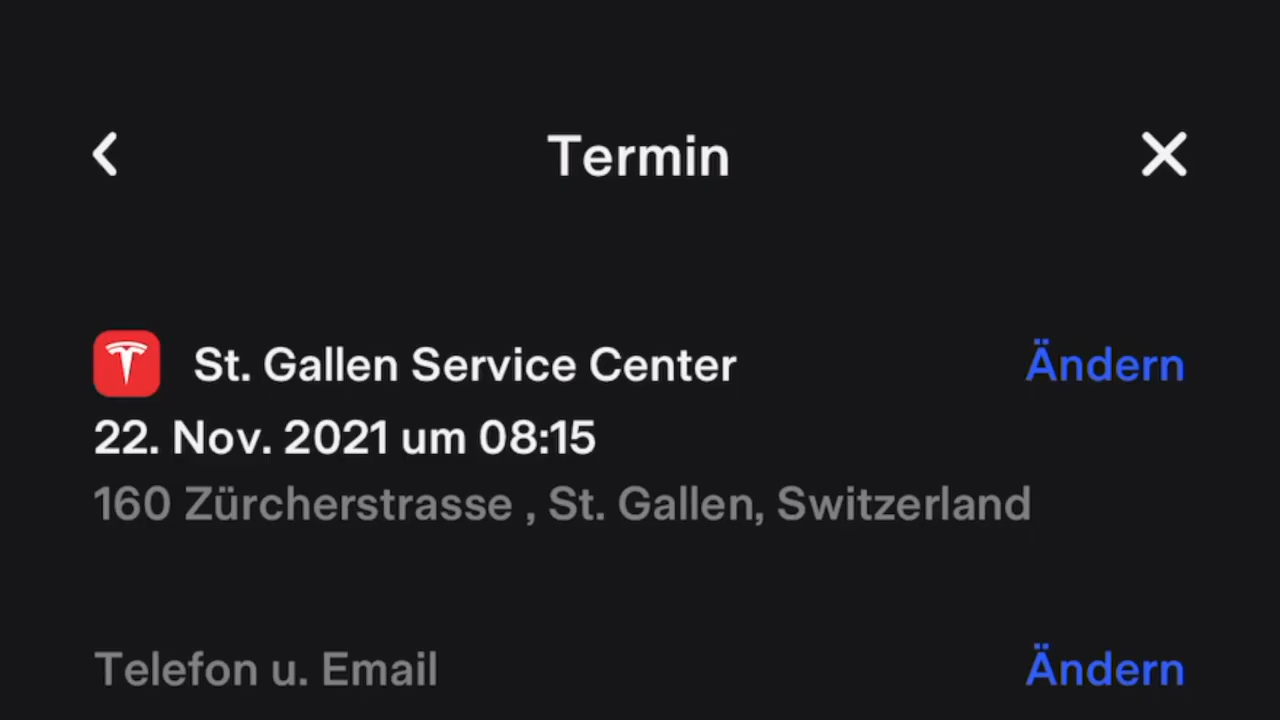 Termin
St. Gallen Service Center Ändern
22. Nov. 2021 um 08:15
160 Zürcherstrasse , St. Gallen, Switzerland
Telefon u. Email Ändern